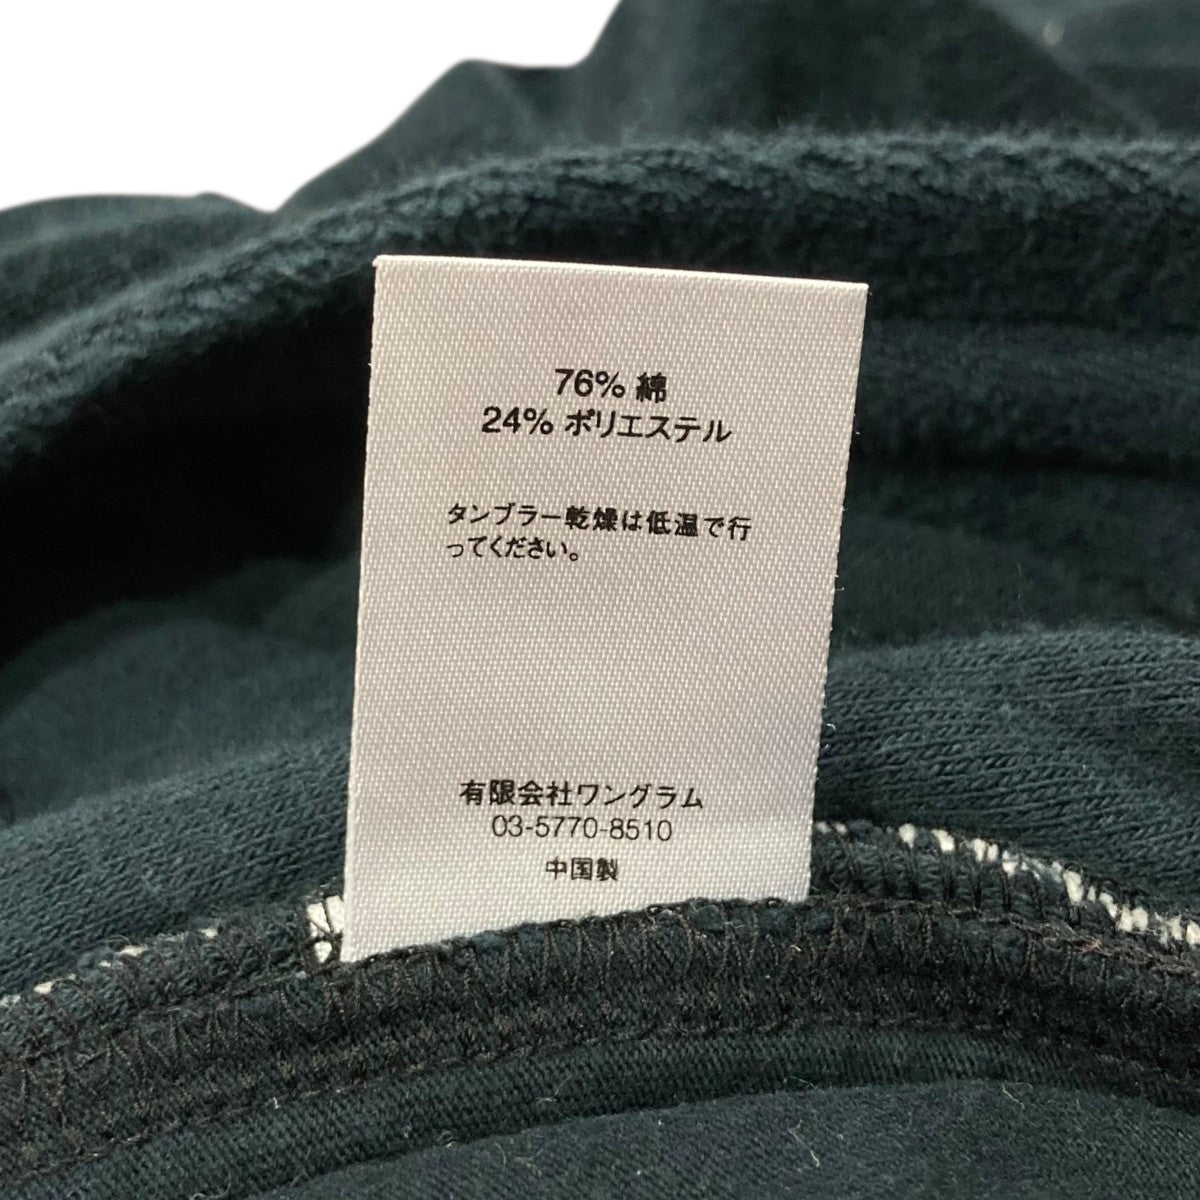 76% 綿
24% ポリエステル
タンブラー乾燥は低温で行
ってください。
有限会社ワングラム
03-5770-8510
中国製